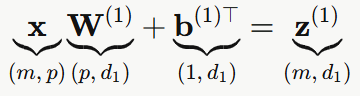 x W⁽¹⁾ + b⁽¹⁾⊤ = z⁽¹⁾
(m, p) (p, d₁) (1, d₁) (m, d₁)